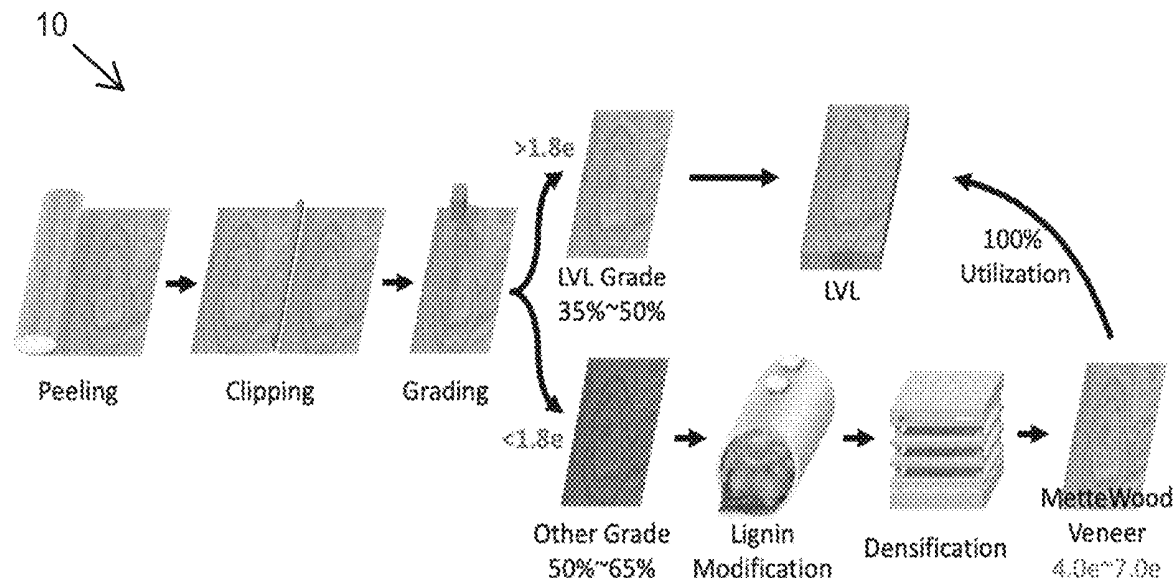 10
>1.8e
LVL Grade
35%~50%
LVL
100%
Utilization
Peeling
Clipping
Grading
<1.8e
Other Grade
50%~65%
Lignin
Modification
Densification
MetteWood
Veneer
4.0e~7.0e